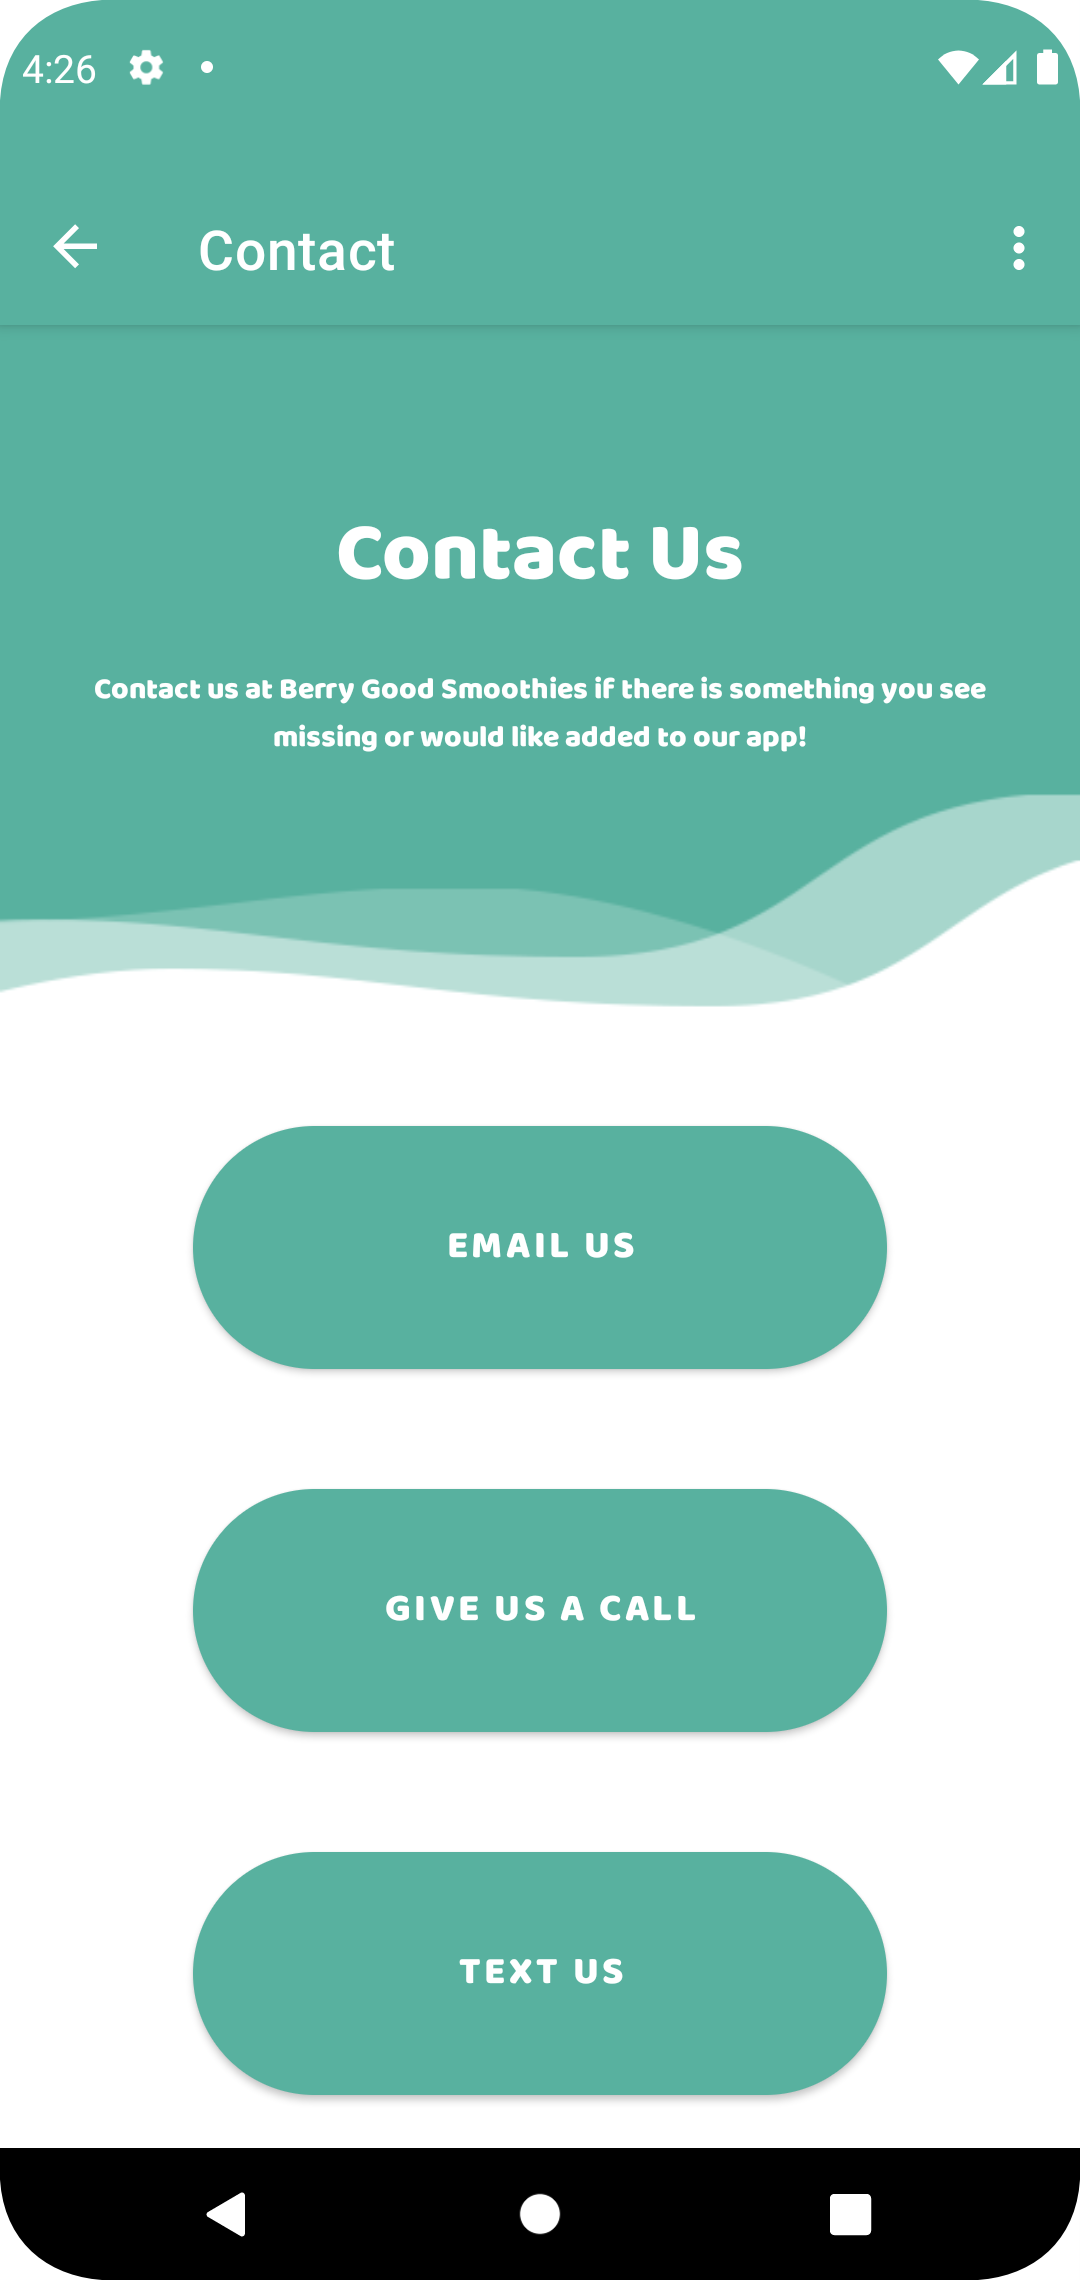 4:26
Contact
Contact Us
Contact us at Berry Good Smoothies if there is something you see
missing or would like added to our app!
EMAIL US
GIVE US A CALL
TEXT US